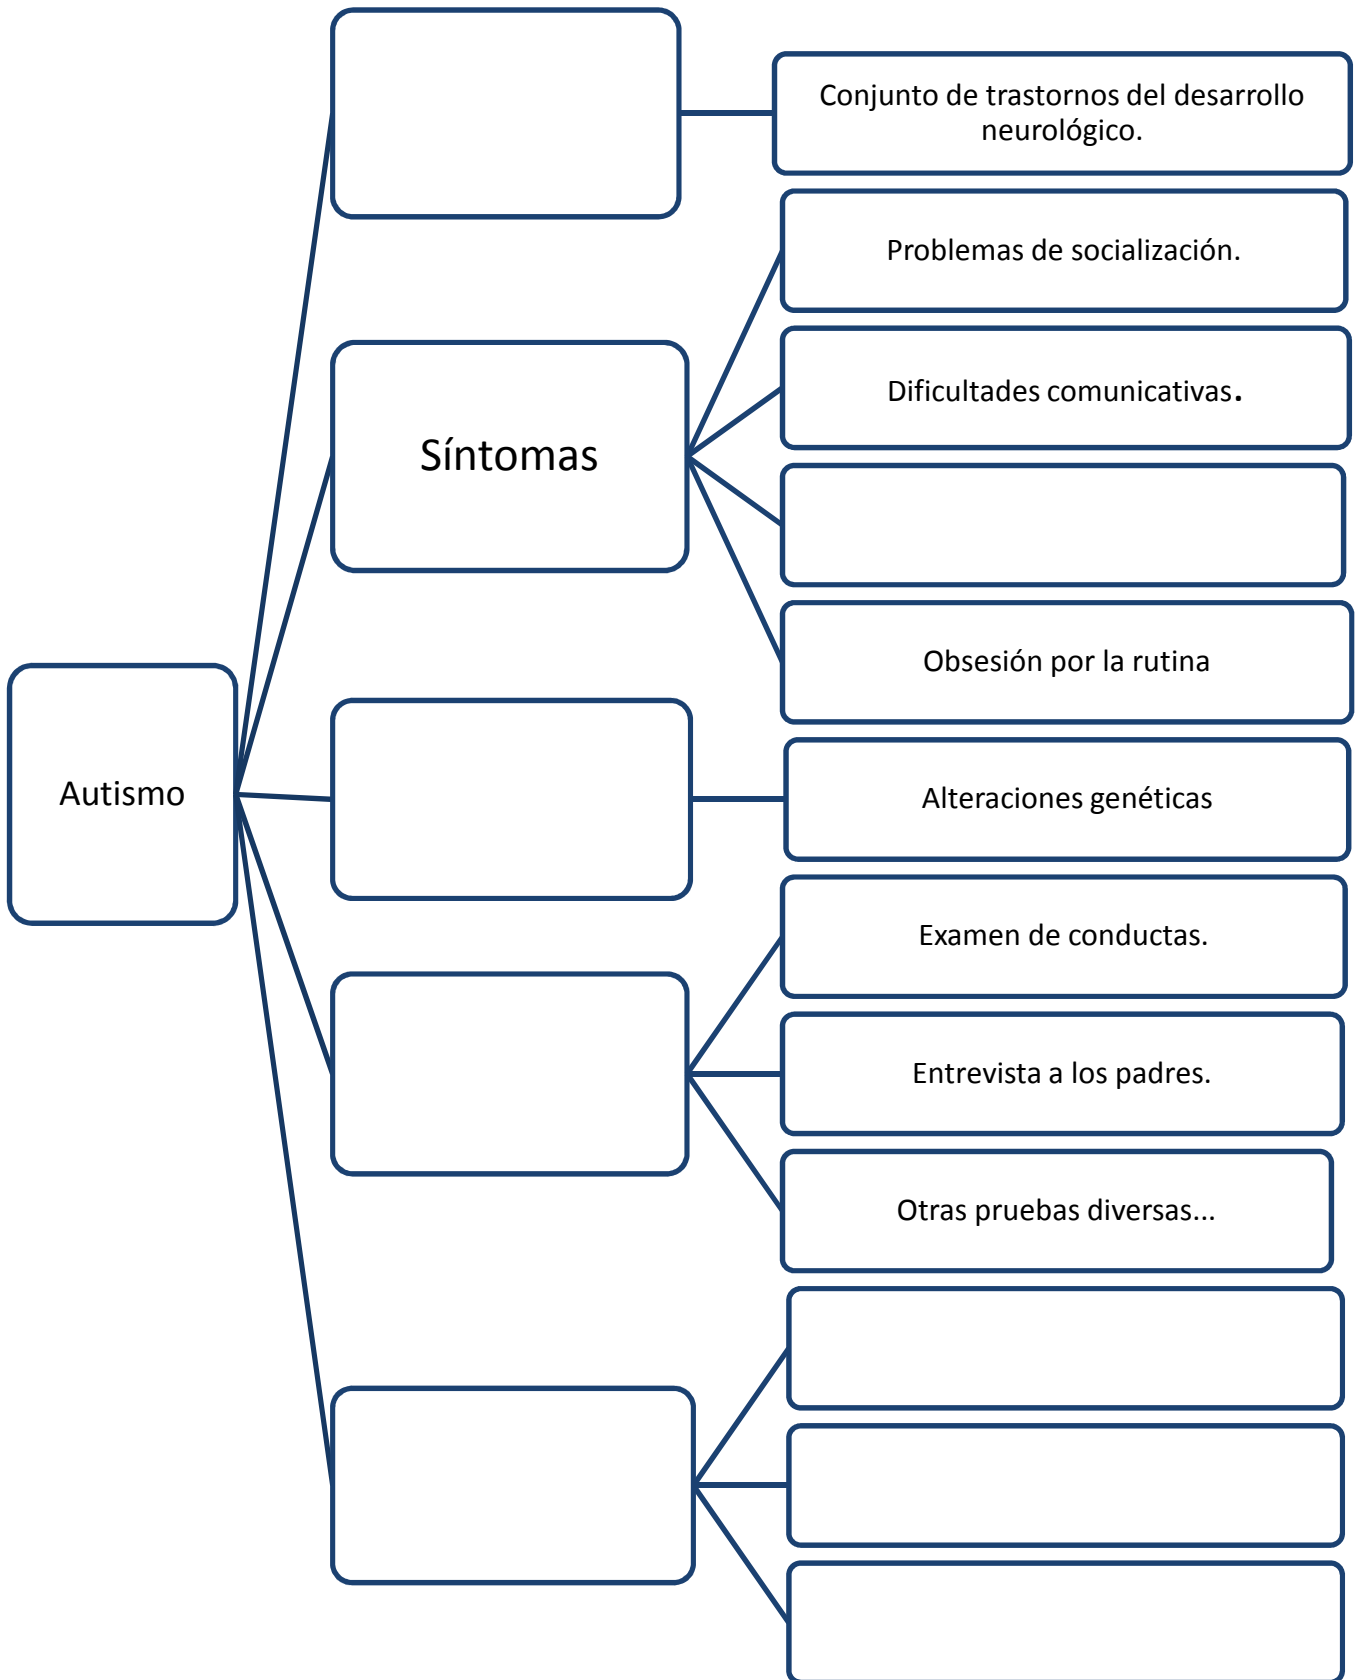 Conjunto de trastornos del desarrollo
neurológico.
Problemas de socialización.
Dificultades comunicativas.
Síntomas
Obsesión por la rutina
Autismo
Alteraciones genéticas
Examen de conductas.
Entrevista a los padres.
Otras pruebas diversas...